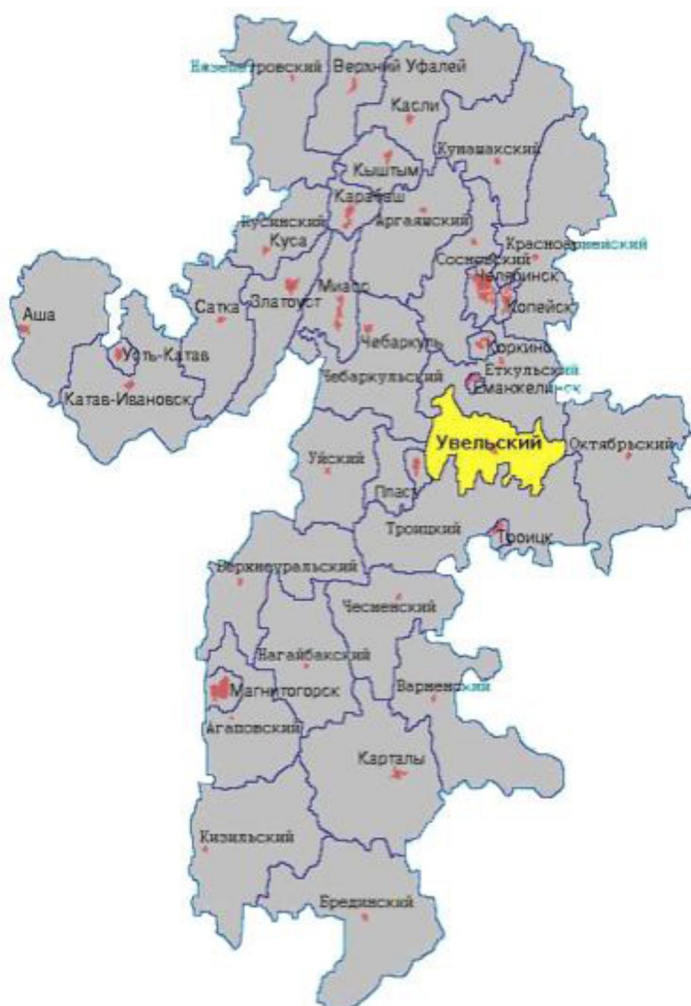 Нязепетровский
Верхний Уфалей
Касли
Кунашакский
Кыштым
Карабаш
Аргаяшский
Кусинский
Куса
Красноармейский
Сосновский
Челябинск
Миасс
Златоуст
Сатка
Копейск
Аша
Чебаркуль
Коркино
Усть-Катав
Еткульский
Чебаркульский
Еманжелинск
Катав-Ивановск
Увельский
Октябрьский
Уйский
Пласт
Троицкий
Троицк
Верхнеуральский
Чесменский
Нагайбакский
Магнитогорск
Варненский
Агаповский
Карталы
Кизильский
Брединский